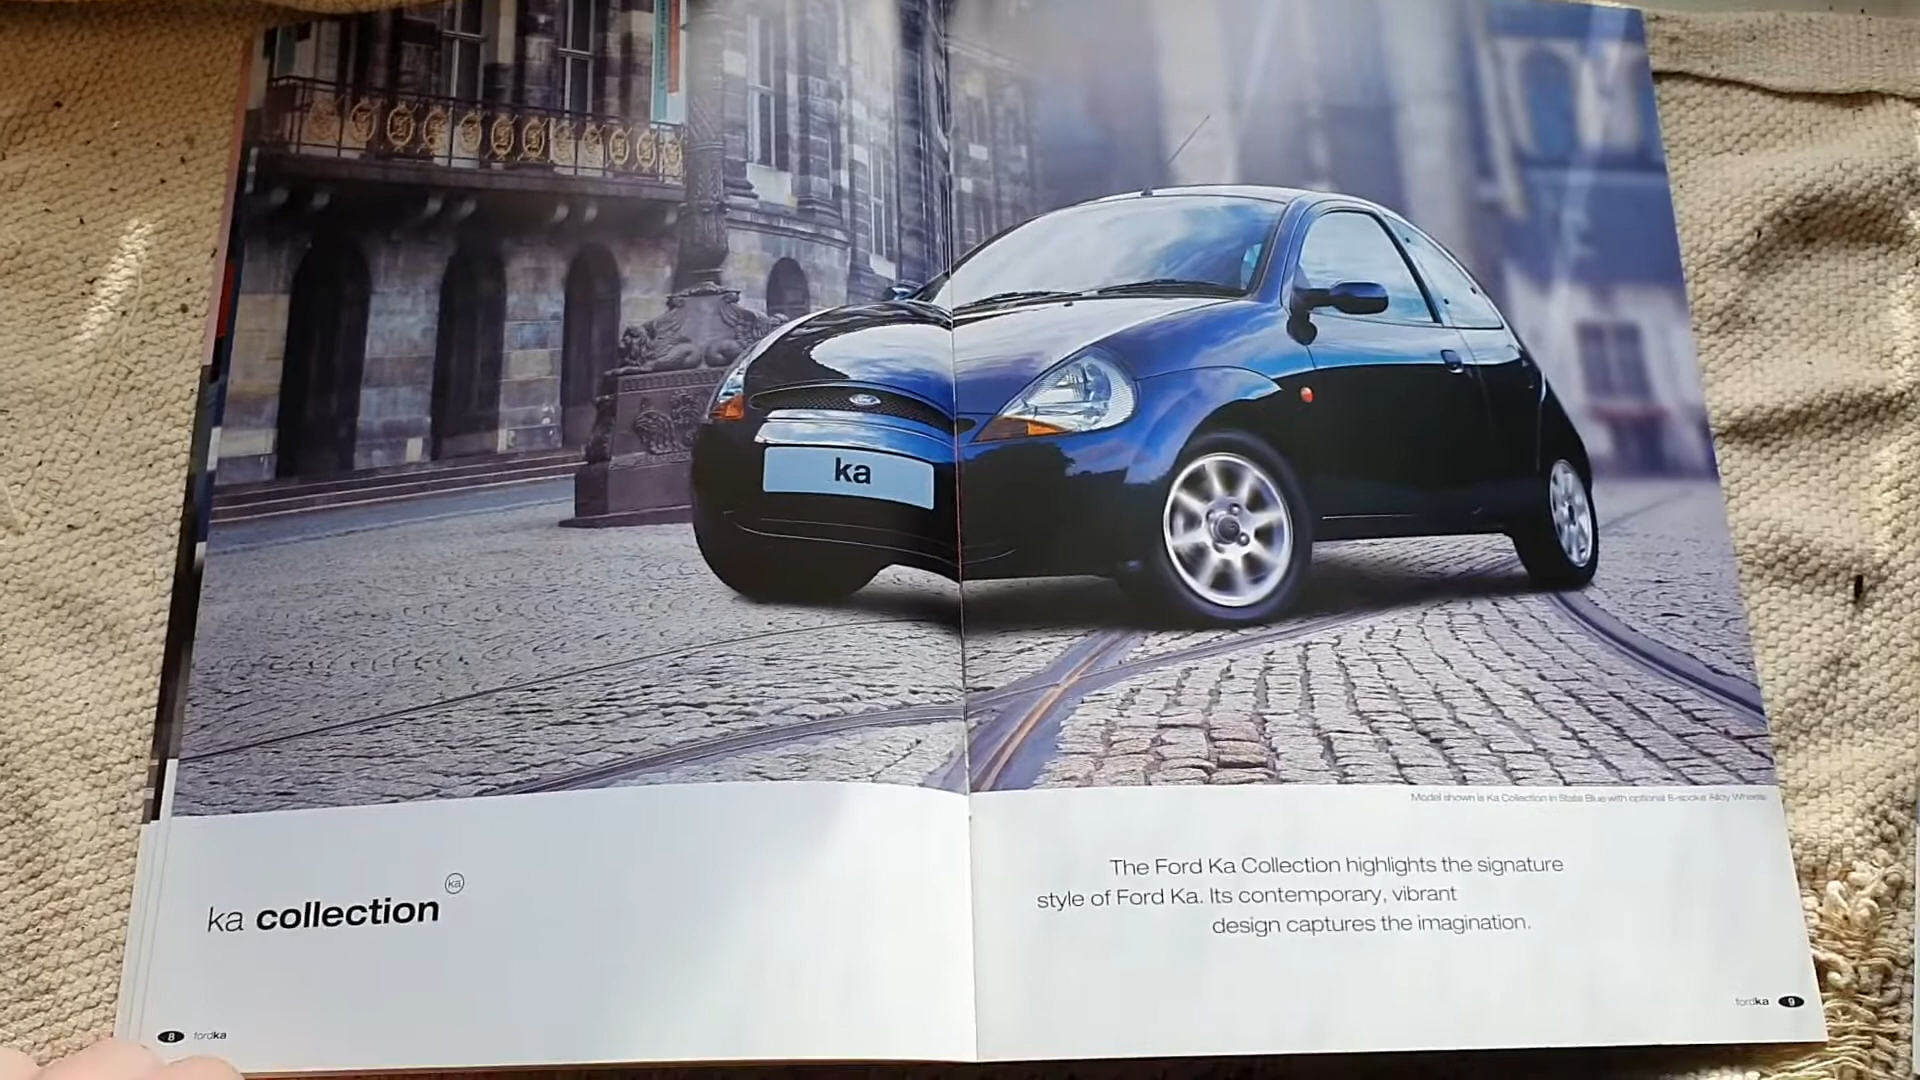 ka
Model shown is Ka Collection in State Blue with optional 8-spoke Alloy Wheels
ka collection
ka
The Ford Ka Collection highlights the signature
style of Ford Ka. Its contemporary, vibrant
design captures the imagination.
8 fordka
fordka 9